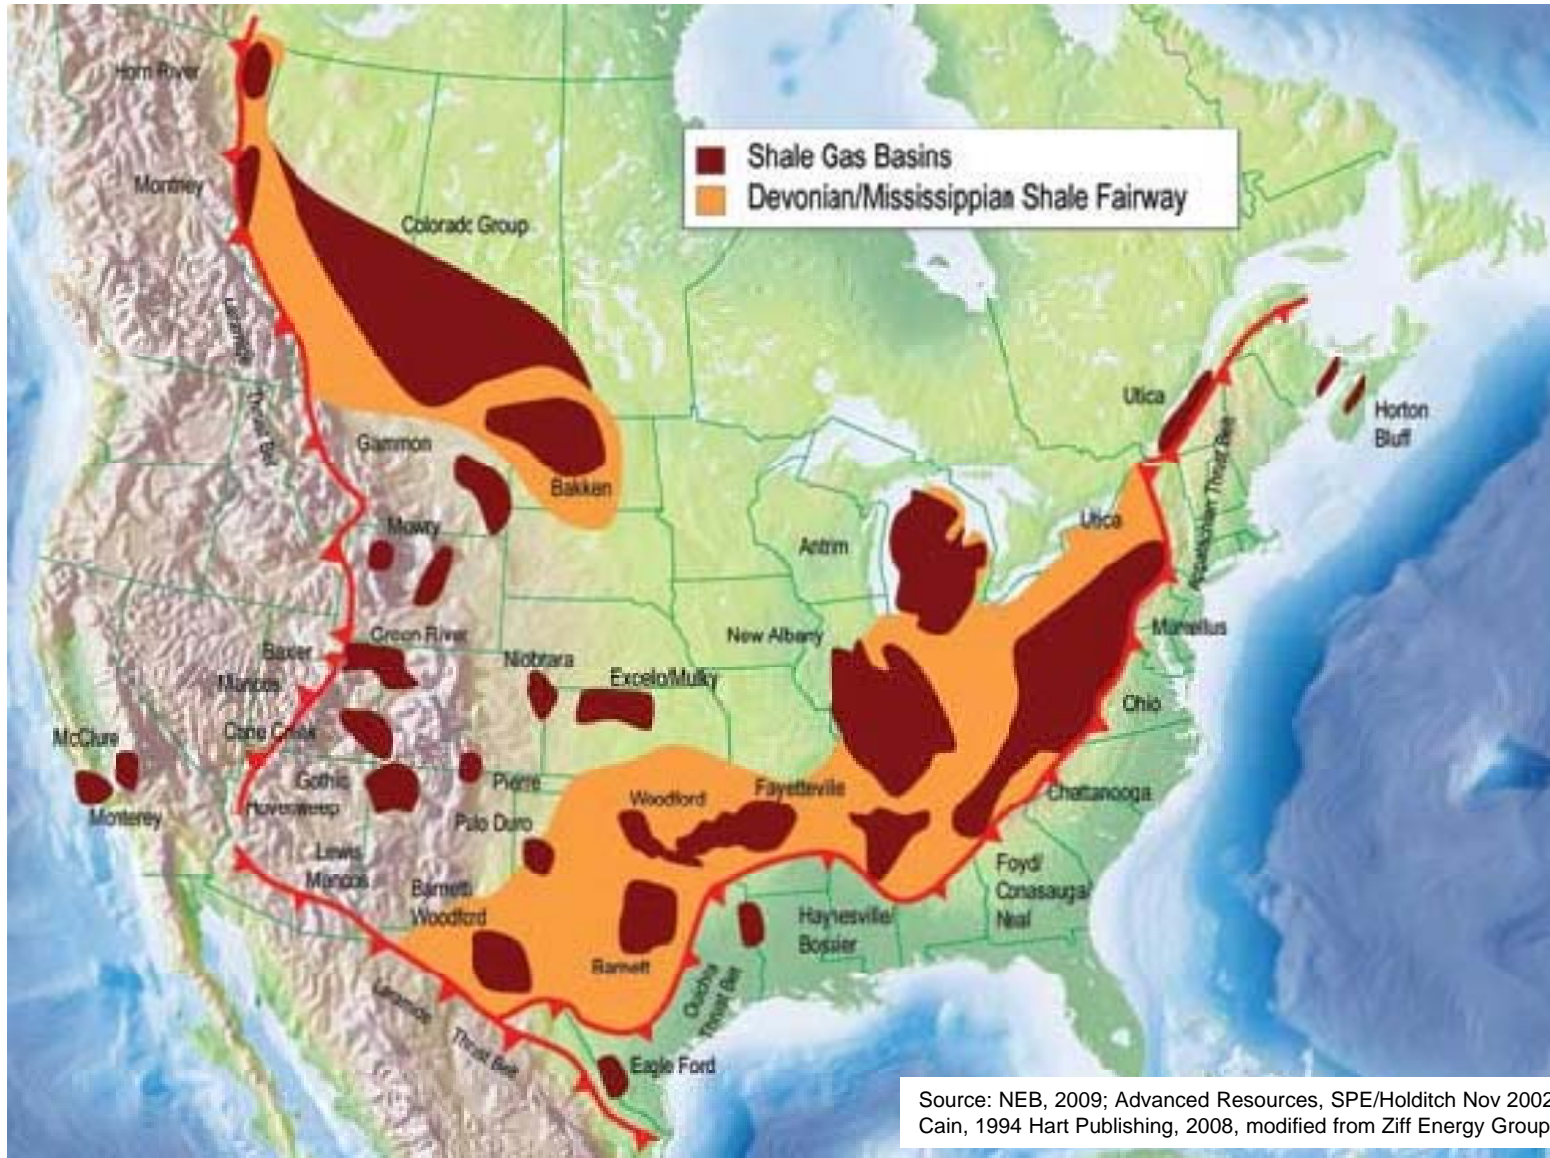 Horn River
Shale Gas Basins
Devonian/Mississippian Shale Fairway
Montney
Colorado Group
Laramide
Thrust Belt
Utica
Horton
Bluff
Gammon
Bakken
Appalachian Thrust Belt
Mowry
Antrim
Utica
Green River
Baxter
Mancos
Niobrara
Excelo/Mulky
New Albany
Marcellus
Ohio
McClure
Cane Creek
Monterey
Gothic
Hovenweep
Pierre
Palo Duro
Woodford
Fayetteville
Chattanooga
Lewis
Mancos
Barnett/
Woodford
Barnett
Haynesville/
Bossier
Floyd/
Conasauga/
Neal
Laramide
Thrust Belt
Thrust Belt
Eagle Ford
Source: NEB, 2009; Advanced Resources, SPE/Holditch Nov 2002
Cain, 1994 Hart Publishing, 2008, modified from Ziff Energy Group